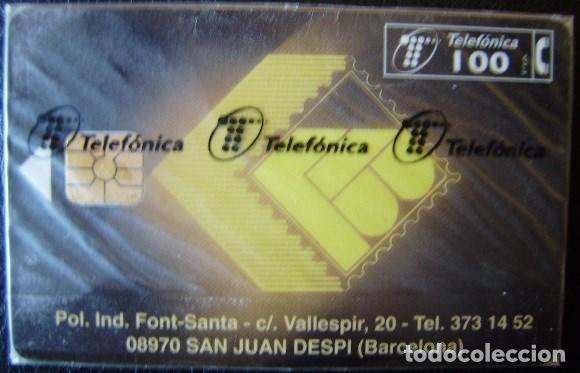 Telefónica
100
Telefónica Telefónica Telefónica
Pol. Ind. Font-Santa - c/. Vallespir, 20 - Tel. 373 14 52
08970 SAN JUAN DESPI (Barcelona)
todocoleccion